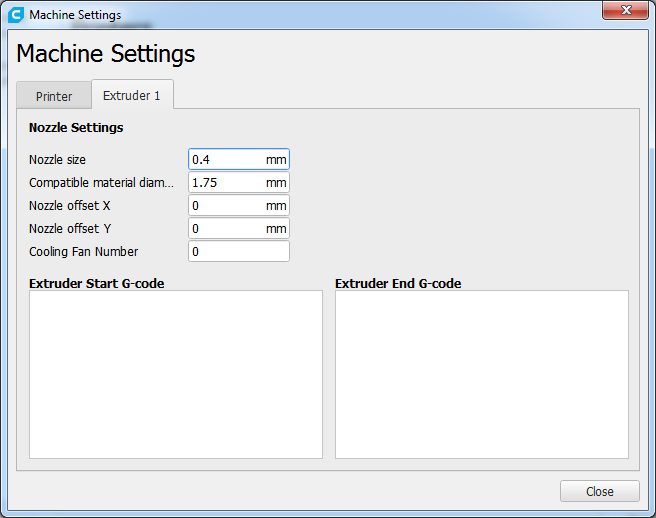 Machine Settings
Machine Settings
Printer
Extruder 1
Nozzle Settings
Nozzle size 0.4 mm
Compatible material diam... 1.75 mm
Nozzle offset X 0 mm
Nozzle offset Y 0 mm
Cooling Fan Number 0
Extruder Start G-code
Extruder End G-code
Close